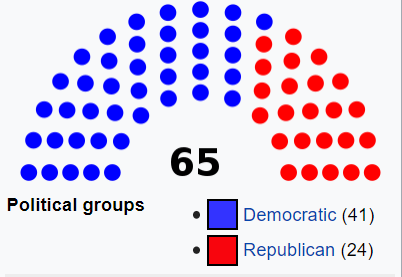 65
Political groups
• Democratic (41)
• Republican (24)